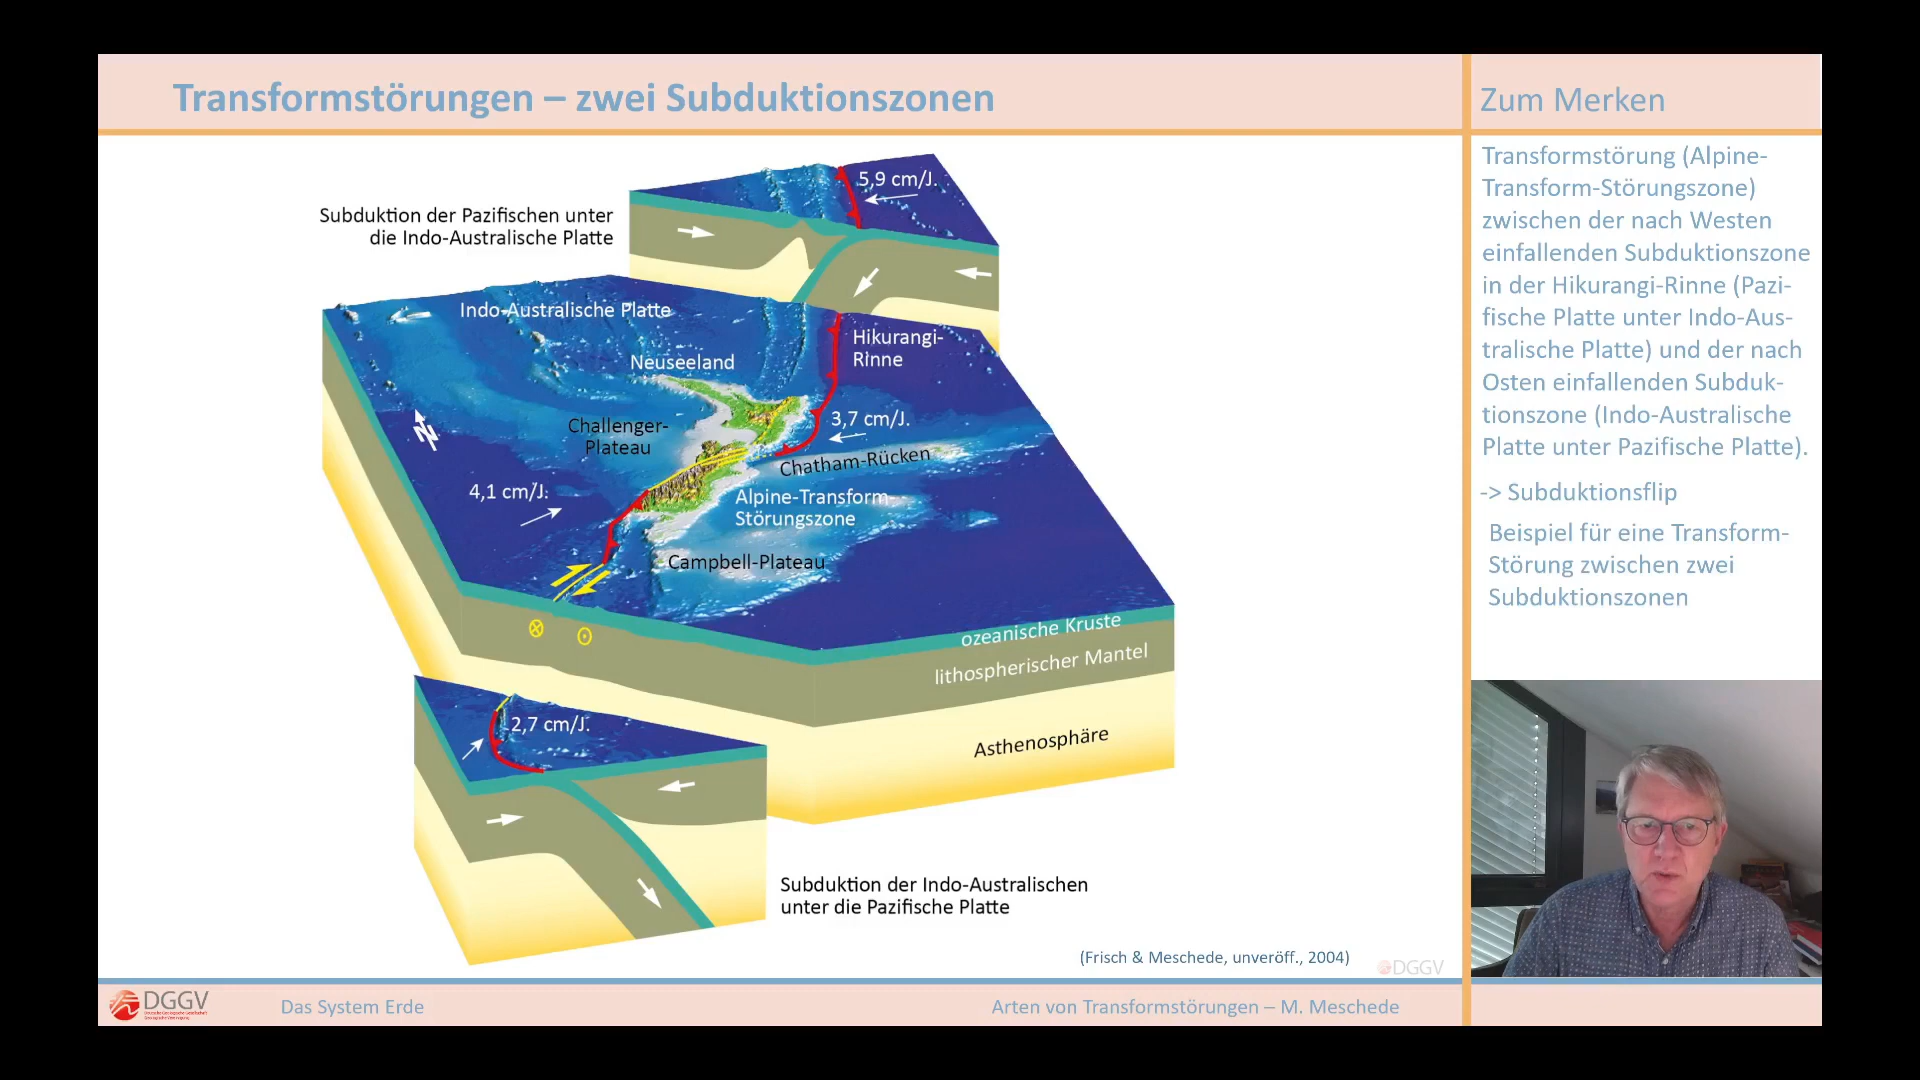 Transformstörungen – zwei Subduktionszonen
Zum Merken
Transformstörung (Alpine-
Transform-Störungszone)
zwischen der nach Westen
einfallenden Subduktionszone
in der Hikurangi-Rinne (Pazi-
fische Platte unter Indo-Aus-
tralische Platte) und der nach
Osten einfallenden Subduk-
tionszone (Indo-Australische
Platte unter Pazifische Platte).
-> Subduktionsflip
Beispiel für eine Transform-
Störung zwischen zwei
Subduktionszonen
5,9 cm/J.
Subduktion der Pazifischen unter
die Indo-Australische Platte
Indo-Australische Platte
Hikurangi-
Rinne
Neuseeland
3,7 cm/J.
Challenger-
Plateau
N
Chatham-Rücken
4,1 cm/J.
Alpine-Transform-
Störungszone
Campbell-Plateau
ozeanische Kruste
lithospherischer Mantel
Asthenosphäre
2,7 cm/J.
Subduktion der Indo-Australischen
unter die Pazifische Platte
(Frisch & Meschede, unveröff., 2004)
DGGV
DGGV
Das System Erde
Arten von Transformstörungen – M. Meschede